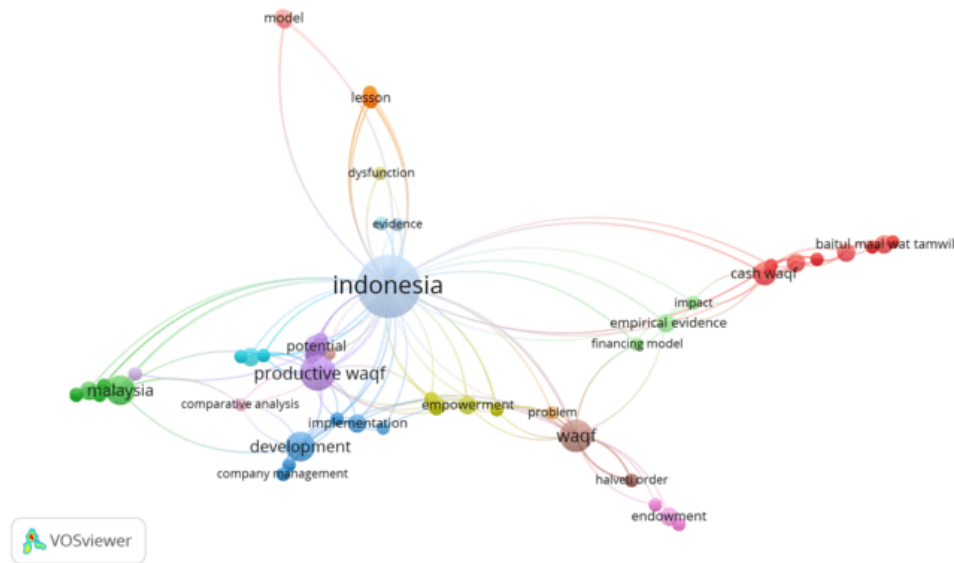 model
lesson
dysfunction
evidence
baitul maal wat tamwil
cash waqf
indonesia
impact
empirical evidence
financing model
potential
productive waqf
malaysia
comparative analysis
empowerment
problem
implementation
waqf
development
company management
halveti order
endowment
VOSviewer